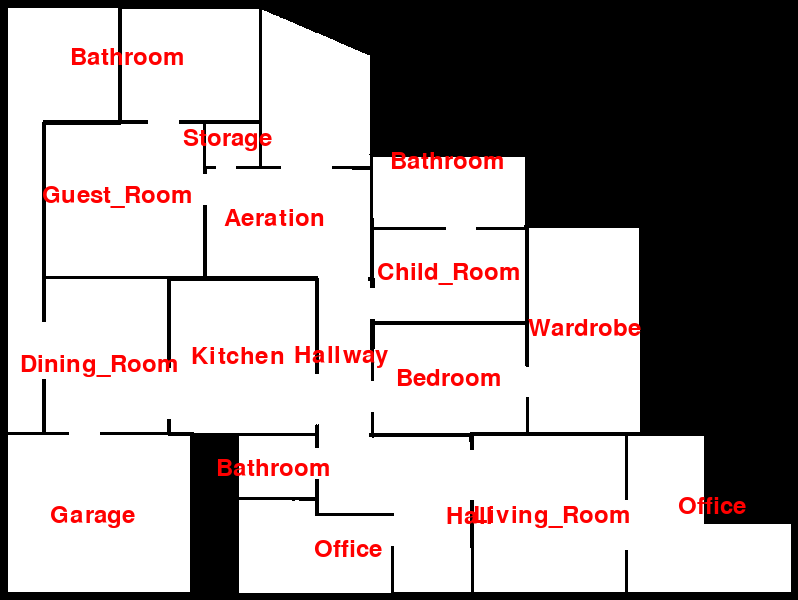 Bathroom
Storage
Bathroom
Guest_Room
Aeration
Child_Room
Wardrobe
Hallway
Kitchen
Dining_Room
Bedroom
Bathroom
Office
Garage
Hall
Living_Room
Office